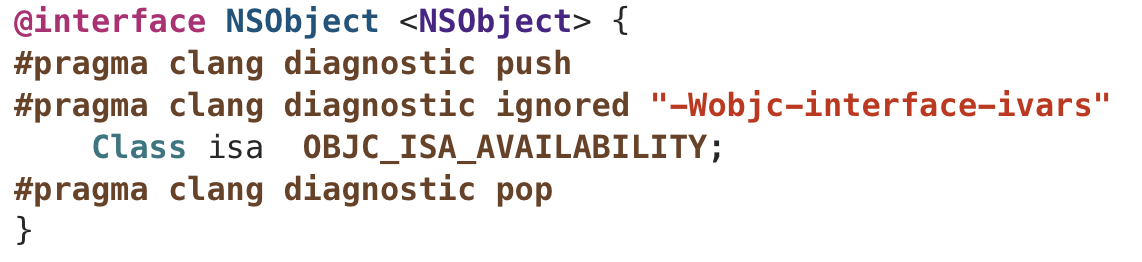 @interface NSObject <NSObject> {
#pragma clang diagnostic push
#pragma clang diagnostic ignored "-Wobjc-interface-ivars"
    Class isa  OBJC_ISA_AVAILABILITY;
#pragma clang diagnostic pop
}